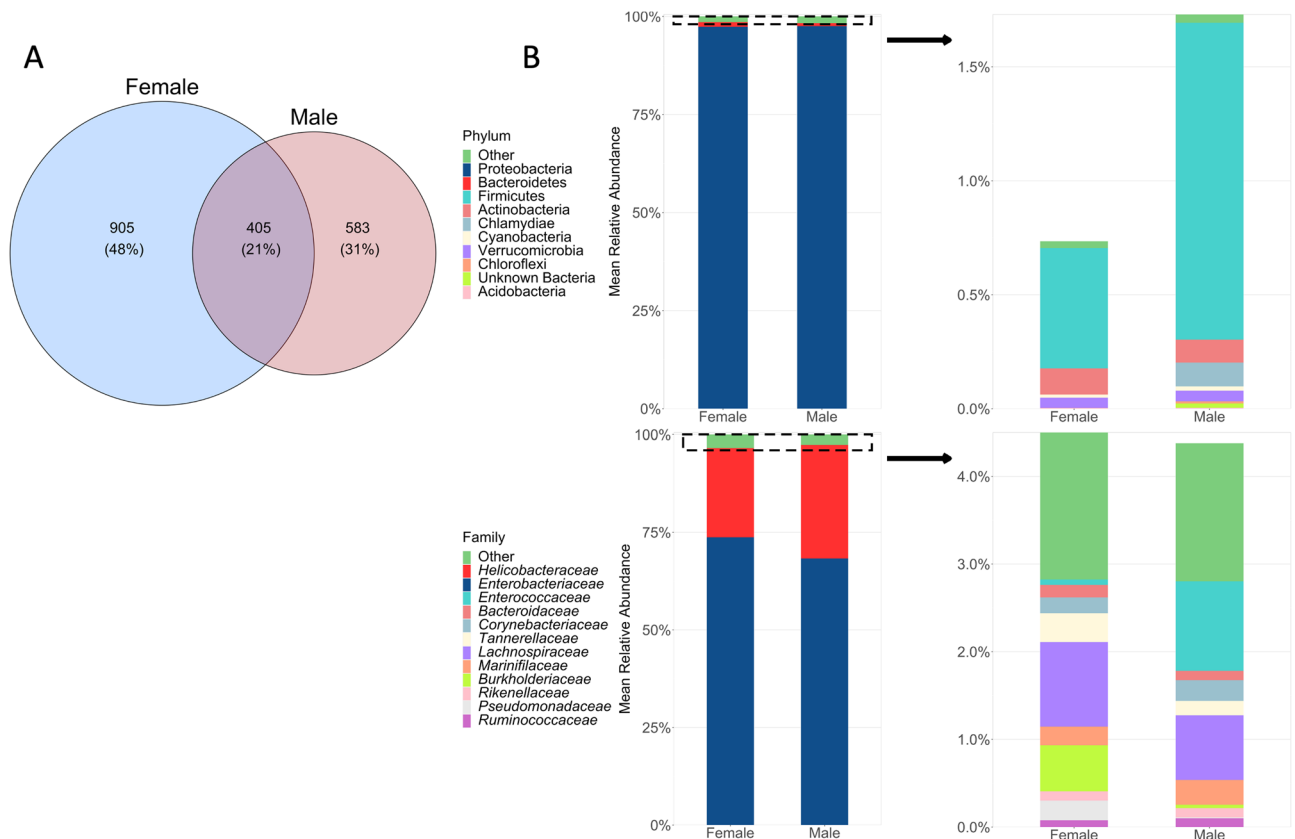 A
Female
Male
905
(48%)
405
(21%)
583
(31%)
B
Phylum
Other
Proteobacteria
Bacteroidetes
Firmicutes
Actinobacteria
Chlamydiae
Cyanobacteria
Verrucomicrobia
Chloroflexi
Unknown Bacteria
Acidobacteria
Mean Relative Abundance
100%
75%
50%
25%
0%
Female Male
1.5%
1.0%
0.5%
0.0%
Female Male
Family
Other
Helicobacteraceae
Enterobacteriaceae
Enterococcaceae
Bacteroidaceae
Corynebacteriaceae
Tannerellaceae
Lachnospiraceae
Marinifilaceae
Burkholderiaceae
Rikenellaceae
Pseudomonadaceae
Ruminococcaceae
Mean Relative Abundance
100%
75%
50%
25%
0%
Female Male
4.0%
3.0%
2.0%
1.0%
0.0%
Female Male